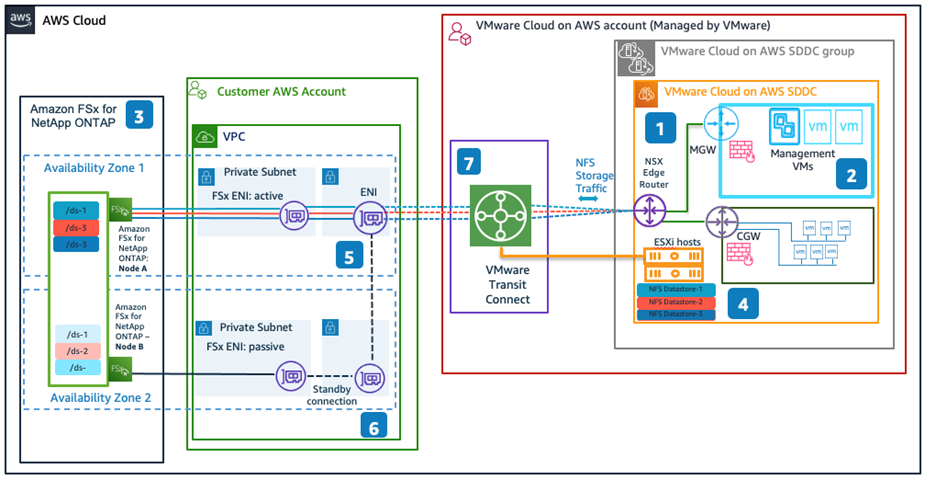 aws
AWS Cloud
VMware Cloud on AWS account (Managed by VMware)
VMware Cloud on AWS SDDC group
VMware Cloud on AWS SDDC
Customer AWS Account
Amazon FSx for
NetApp ONTAP
3
VPC
1
MGW
vm
vm
Management
VMs
2
Availability Zone 1
Private Subnet
FSx ENI: active
ENI
7
NFS
Storage
Traffic
NSX
Edge
Router
/ds-1
/ds-3
/ds-3
FSx
Amazon
FSx for
NetApp
ONTAP:
Node A
5
VMware
Transit
Connect
CGW
vm
vm
vm
vm
vm
vm
ESXi hosts
NFS Datastore-1
NFS Datastore-2
NFS Datastore-3
4
Amazon
FSx for
NetApp
ONTAP –
Node B
/ds-1
/ds-2
/ds-
FSx
Private Subnet
FSx ENI: passive
Standby
connection
Availability Zone 2
6